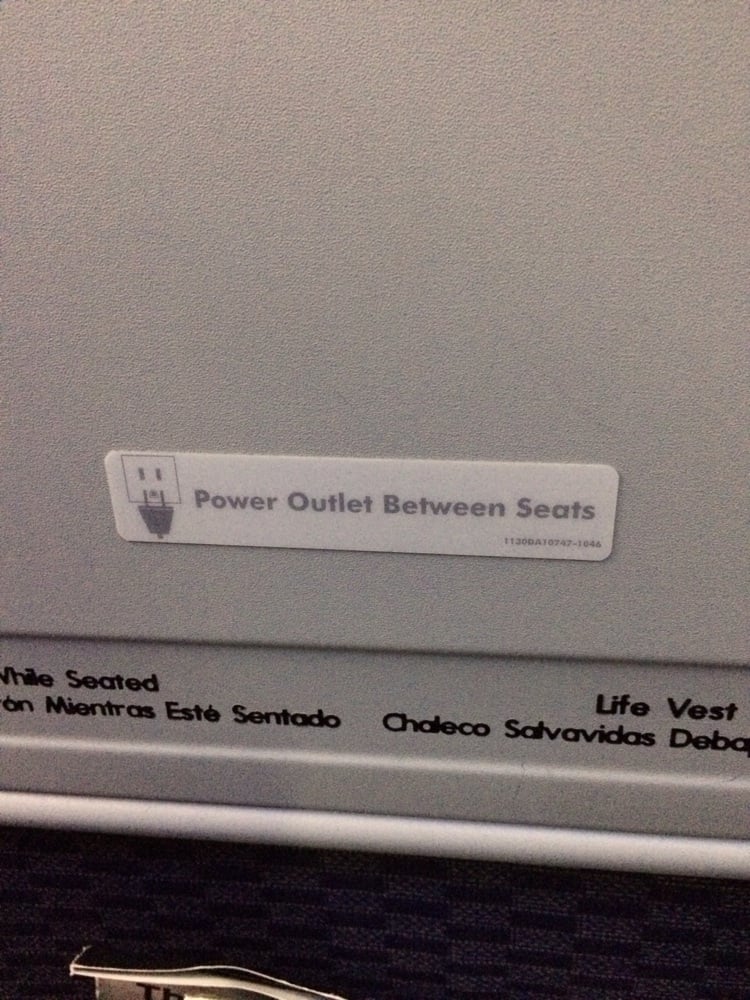 Power Outlet Between Seats
1130DA10747-1046
While Seated
Mientras Esté Sentado
Life Vest
Chaleco Salvavidas